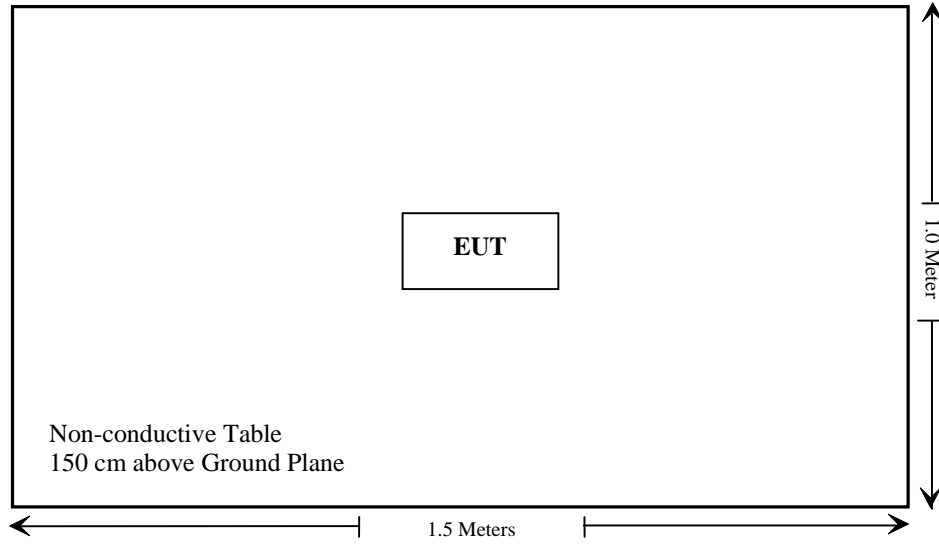 EUT
1.0 Meter
Non-conductive Table
150 cm above Ground Plane
1.5 Meters